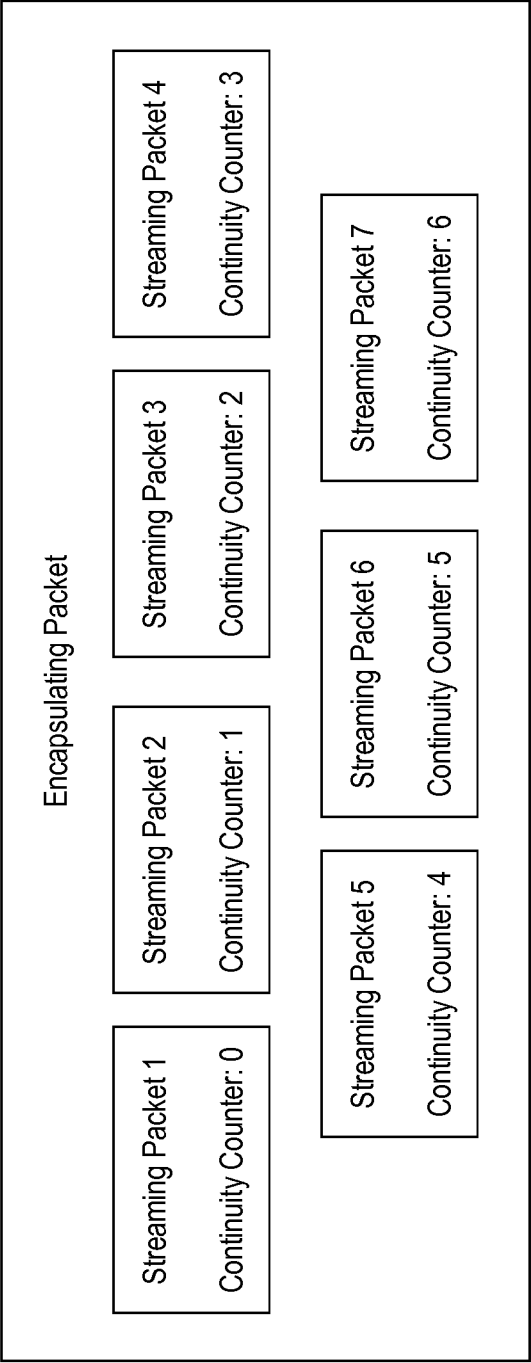 Encapsulating Packet
Streaming Packet 1
Continuity Counter: 0
Streaming Packet 2
Continuity Counter: 1
Streaming Packet 3
Continuity Counter: 2
Streaming Packet 4
Continuity Counter: 3
Streaming Packet 5
Continuity Counter: 4
Streaming Packet 6
Continuity Counter: 5
Streaming Packet 7
Continuity Counter: 6